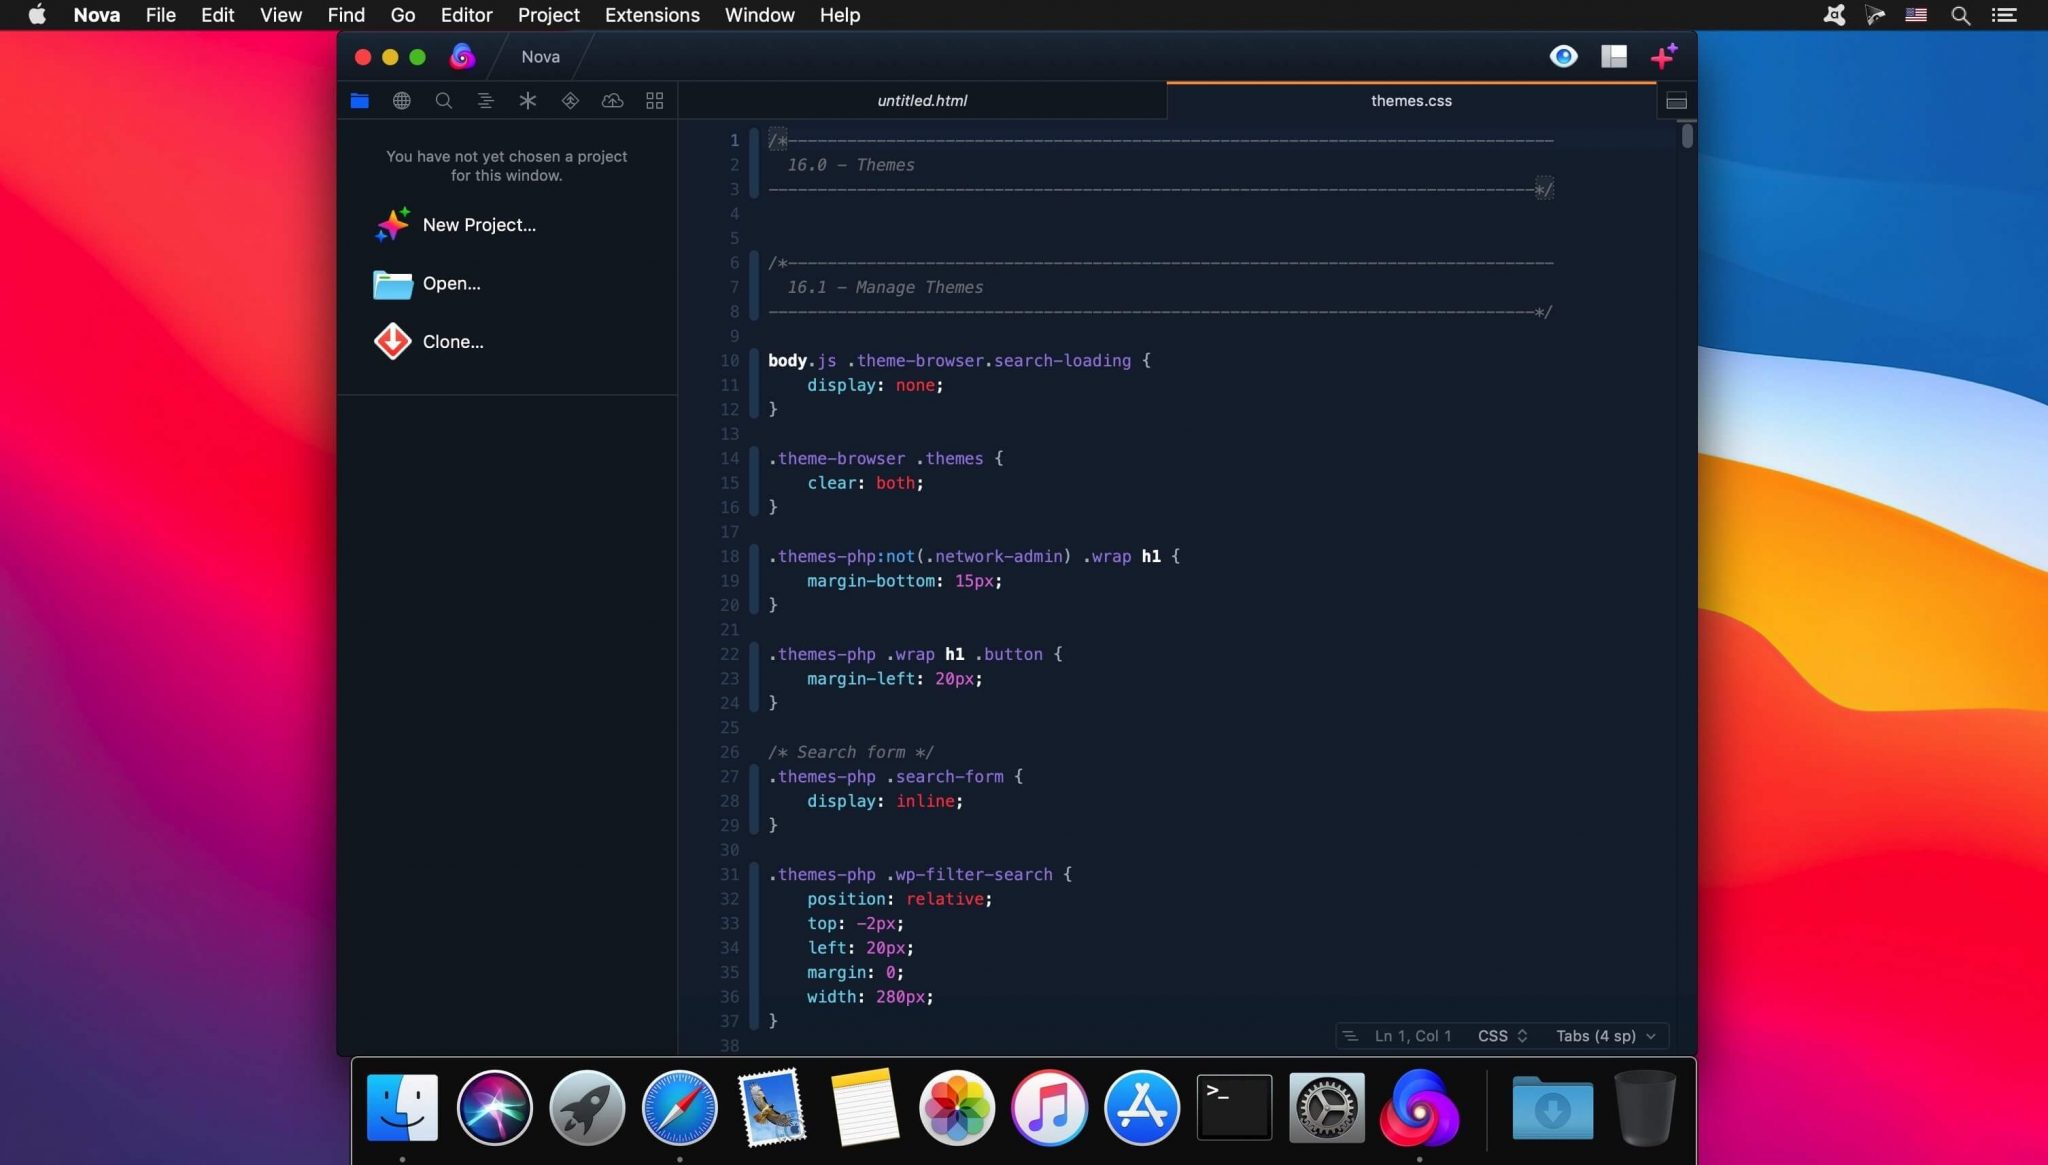 Nova File Edit View Find Go Editor Project Extensions Window Help
Nova
untitled.html
themes.css
You have not yet chosen a project
for this window.
New Project...
Open...
Clone...
1 /*------------------------------------------------------------------------------
2   16.0 - Themes
3 ------------------------------------------------------------------------------*/
4
5
6 /*------------------------------------------------------------------------------
7   16.1 - Manage Themes
8 ------------------------------------------------------------------------------*/
9
10 body.js .theme-browser.search-loading {
11     display: none;
12 }
13
14 .theme-browser .themes {
15     clear: both;
16 }
17
18 .themes-php:not(.network-admin) .wrap h1 {
19     margin-bottom: 15px;
20 }
21
22 .themes-php .wrap h1 .button {
23     margin-left: 20px;
24 }
25
26 /* Search form */
27 .themes-php .search-form {
28     display: inline;
29 }
30
31 .themes-php .wp-filter-search {
32     position: relative;
33     top: -2px;
34     left: 20px;
35     margin: 0;
36     width: 280px;
37 }
38
Ln 1, Col 1 CSS Tabs (4 sp)
>_